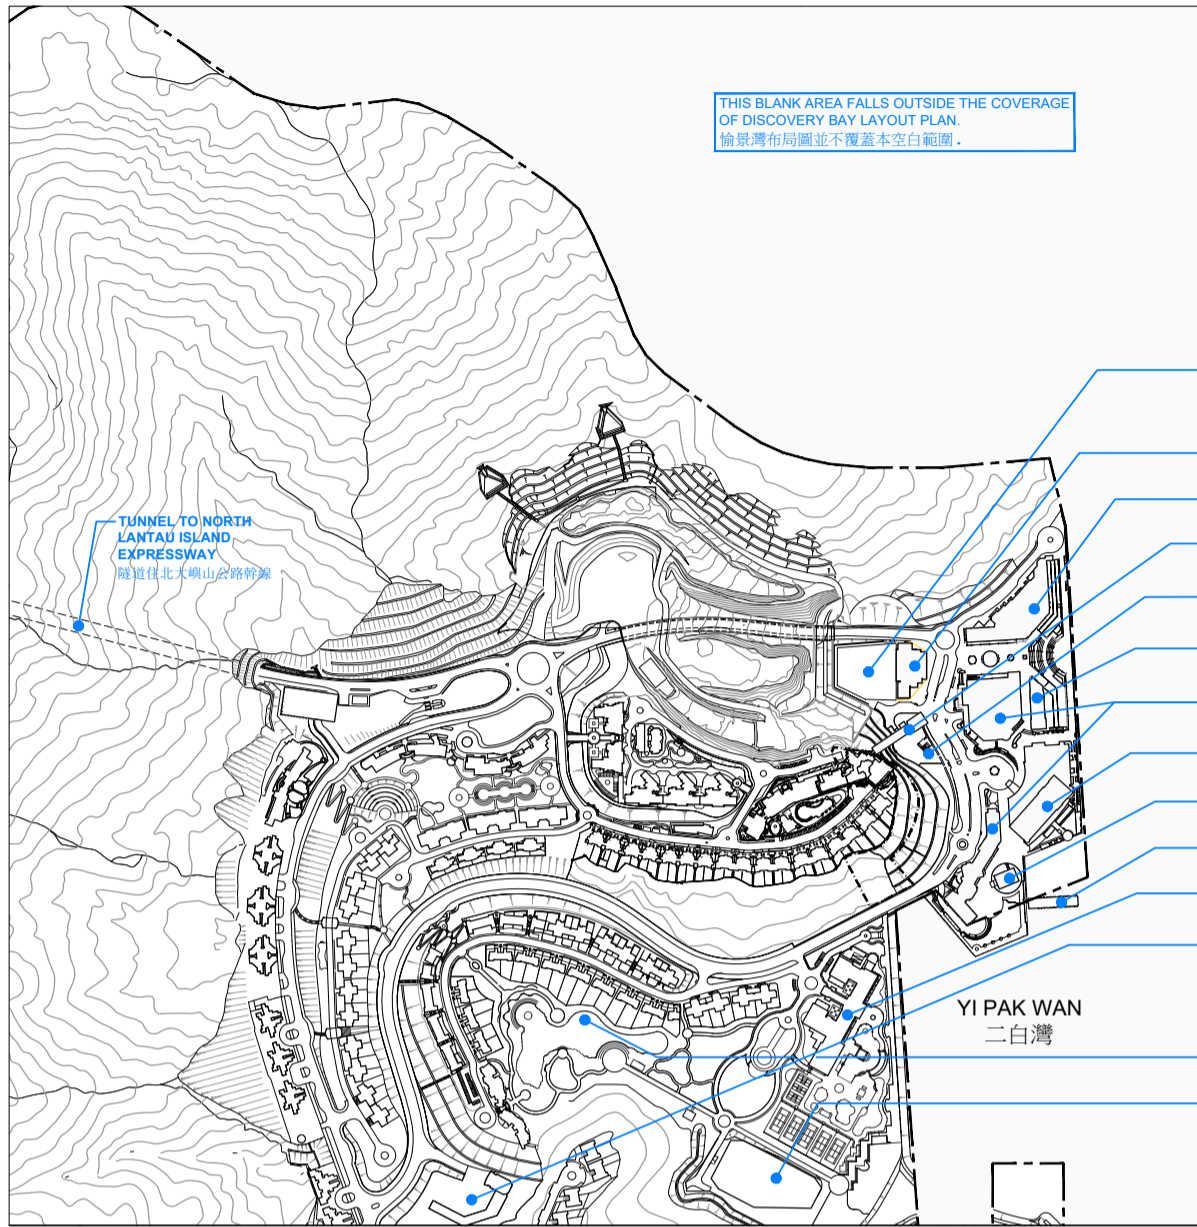 THIS BLANK AREA FALLS OUTSIDE THE COVERAGE
OF DISCOVERY BAY LAYOUT PLAN.
愉景灣布局圖並不覆蓋本空白範圍.
TUNNEL TO NORTH
LANTAU ISLAND
EXPRESSWAY
隧道住北大嶼山公路幹線
YI PAK WAN
二白灣